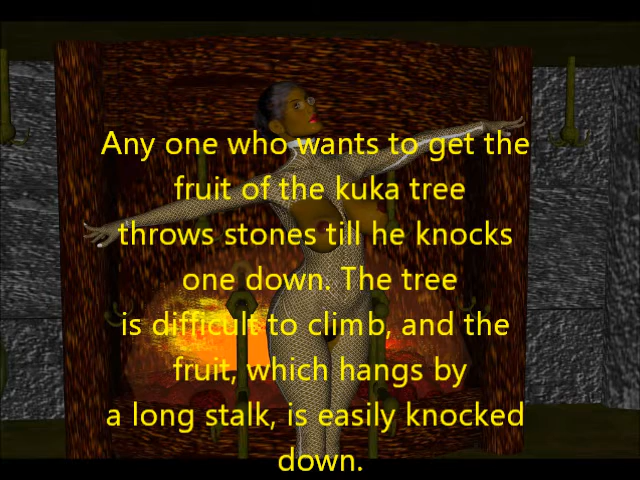 Any one who wants to get the
fruit of the kuka tree
throws stones till he knocks
one down. The tree
is difficult to climb, and the
fruit, which hangs by
a long stalk, is easily knocked
down.